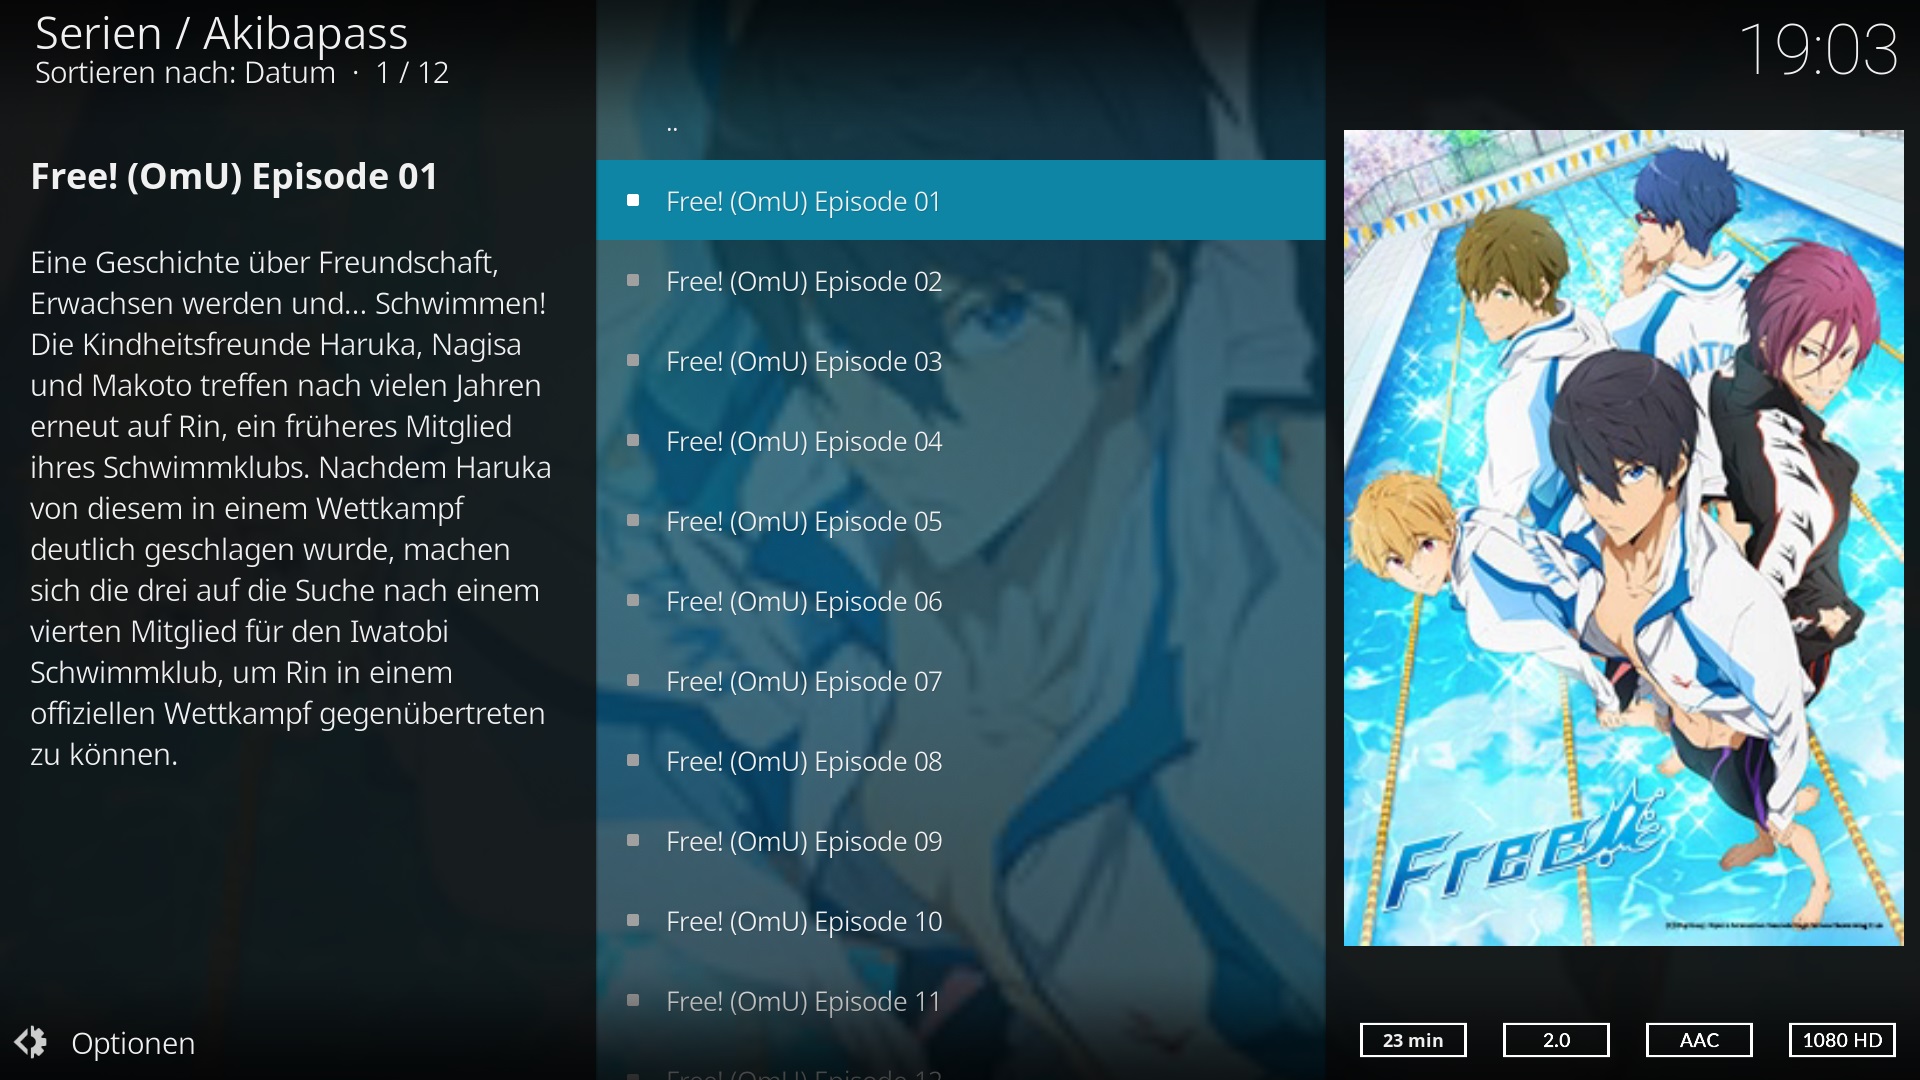 Serien / Akibapass
Sortieren nach: Datum · 1 / 12
19:03
Free! (OmU) Episode 01
Eine Geschichte über Freundschaft,
Erwachsen werden und... Schwimmen!
Die Kindheitsfreunde Haruka, Nagisa
und Makoto treffen nach vielen Jahren
erneut auf Rin, ein früheres Mitglied
ihres Schwimmklubs. Nachdem Haruka
von diesem in einem Wettkampf
deutlich geschlagen wurde, machen
sich die drei auf die Suche nach einem
vierten Mitglied für den Iwatobi
Schwimmklub, um Rin in einem
offiziellen Wettkampf gegenübertreten
zu können.
Optionen
..
Free! (OmU) Episode 01
Free! (OmU) Episode 02
Free! (OmU) Episode 03
Free! (OmU) Episode 04
Free! (OmU) Episode 05
Free! (OmU) Episode 06
Free! (OmU) Episode 07
Free! (OmU) Episode 08
Free! (OmU) Episode 09
Free! (OmU) Episode 10
Free! (OmU) Episode 11
Free! (OmU) Episode 12
Free!
23 min
2.0
AAC
1080 HD